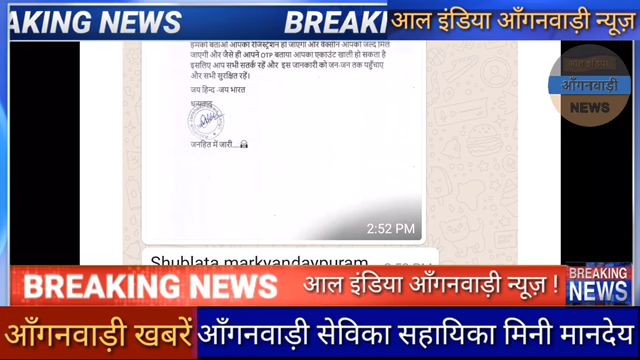 AKING NEWS
BREAKING
आल इंडिया आँगनवाड़ी न्यूज़
हमको बताओ आपका रजिस्ट्रेशन हो जाएगा और वैक्सीन आपको जल्द मिल
जाएगी और जैसे ही आपने OTP बताया आपका एकाउंट खाली हो सकता है
इसलिए आप सभी सतर्क रहें और इस जानकारी को जन-जन तक पहुँचाए
और सभी सुरक्षित रहें।
जय हिन्द -जय भारत
धन्यवाद
जनहित में जारी....
2:52 PM
आल इंडिया
आँगनवाड़ी
NEWS
Shublata markyandaypuram
BREAKING NEWS
आल इंडिया आँगनवाड़ी न्यूज़ !
BREAKING
NEWS
आँगनवाड़ी खबरें
आँगनवाड़ी सेविका सहायिका मिनी मानदेय